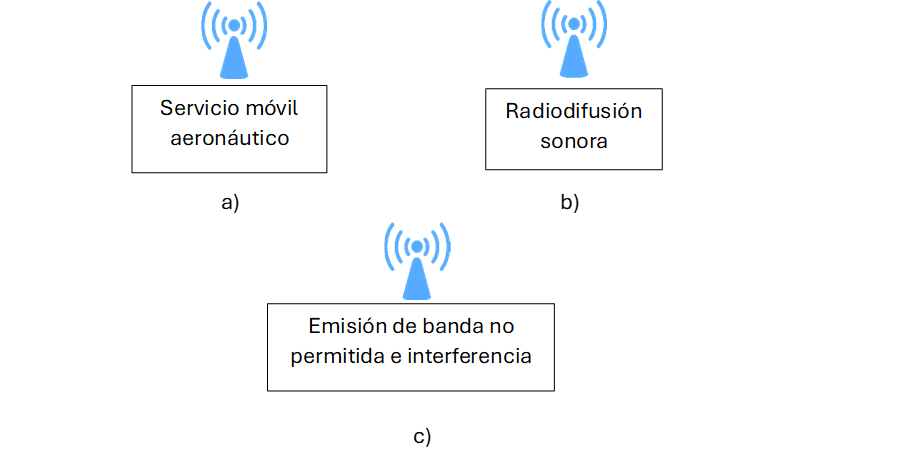 Servicio móvil
aeronáutico
a)
Radiodifusión
sonora
b)
Emisión de banda no
permitida e interferencia
c)